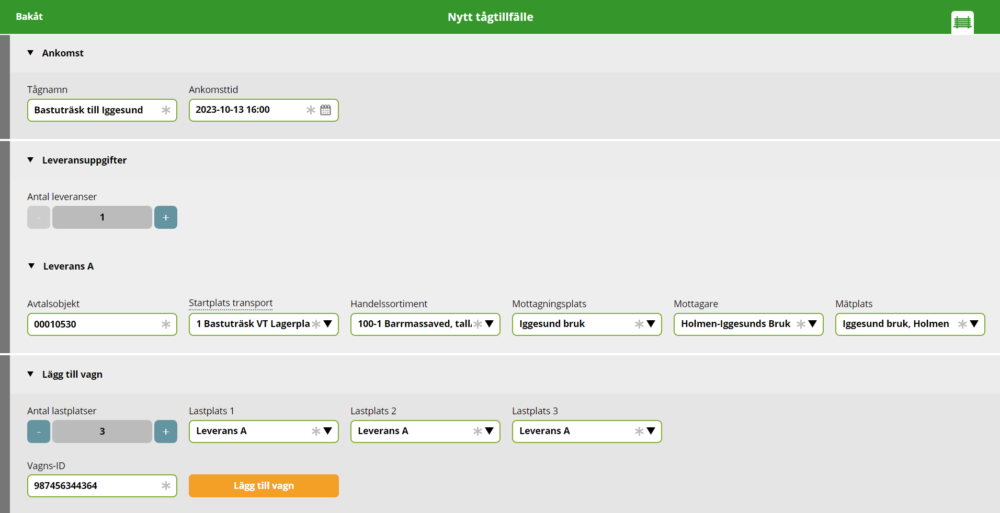 Bakåt
Nytt tågtillfälle
Ankomst
Tågnamn
Ankomsttid
Bastuträsk till Iggesund
2023-10-13 16:00
Leveransuppgifter
Antal leveranser
- 1 +
Leverans A
Avtalsobjekt
Startplats transport
Handelssortiment
Mottagningsplats
Mottagare
Mätplats
00010530
1 Bastuträsk VT Lagerpla
100-1 Barrmassaved, tall
Iggesund bruk
Holmen-Iggesunds Bruk
Iggesund bruk, Holmen
Lägg till vagn
Antal lastplatser
Lastplats 1
Lastplats 2
Lastplats 3
- 3 +
Leverans A
Leverans A
Leverans A
Vagns-ID
987456344364
Lägg till vagn